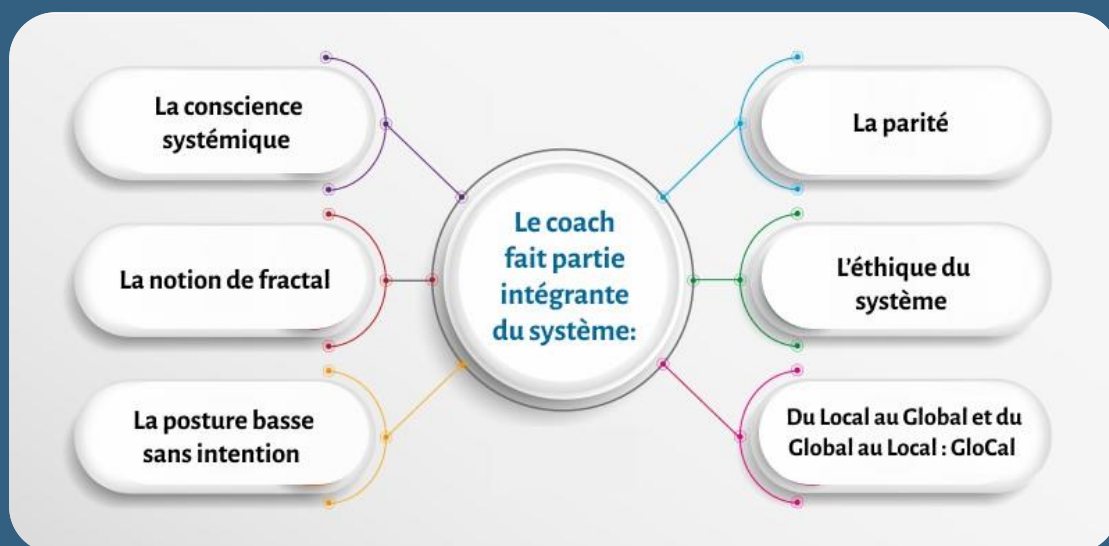 Le coach
fait partie
intégrante
du système:
La conscience
systémique
La notion de fractal
La posture basse
sans intention
La parité
L'éthique du
système
Du Local au Global et du
Global au Local : GloCal